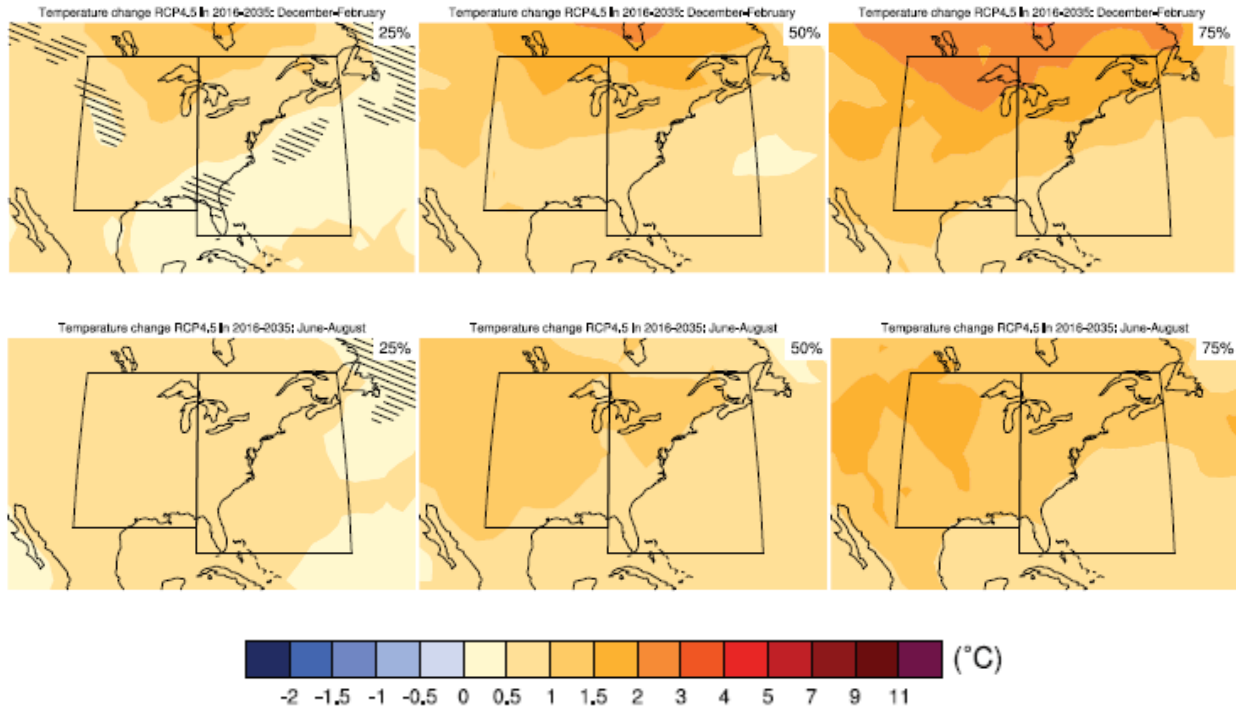 Temperature change RCP4.5 in 2016-2035: December-February
25%
Temperature change RCP4.5 in 2016-2035: December-February
50%
Temperature change RCP4.5 in 2016-2035: December-February
75%
Temperature change RCP4.5 in 2016-2035: June-August
25%
Temperature change RCP4.5 in 2016-2035: June-August
50%
Temperature change RCP4.5 in 2016-2035: June-August
75%
(°C)
-2 -1.5 -1 -0.5 0 0.5 1 1.5 2 3 4 5 7 9 11